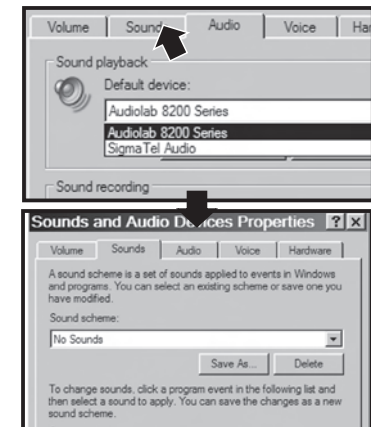 Volume Sound Audio Voice
Sound playback
Default device:
Audiolab 8200 Series
Audiolab 8200 Series
SigmaTel Audio
Sound recording
Sounds and Audio Devices Properties
Volume Sounds Audio Voice Hardware
A sound scheme is a set of sounds applied to events in Windows
and programs. You can select an existing scheme or save one you
have modified.
Sound scheme:
No Sounds
Save As... Delete
To change sounds, click a program event in the following list and
then select a sound to apply. You can save the changes as a new
sound scheme.